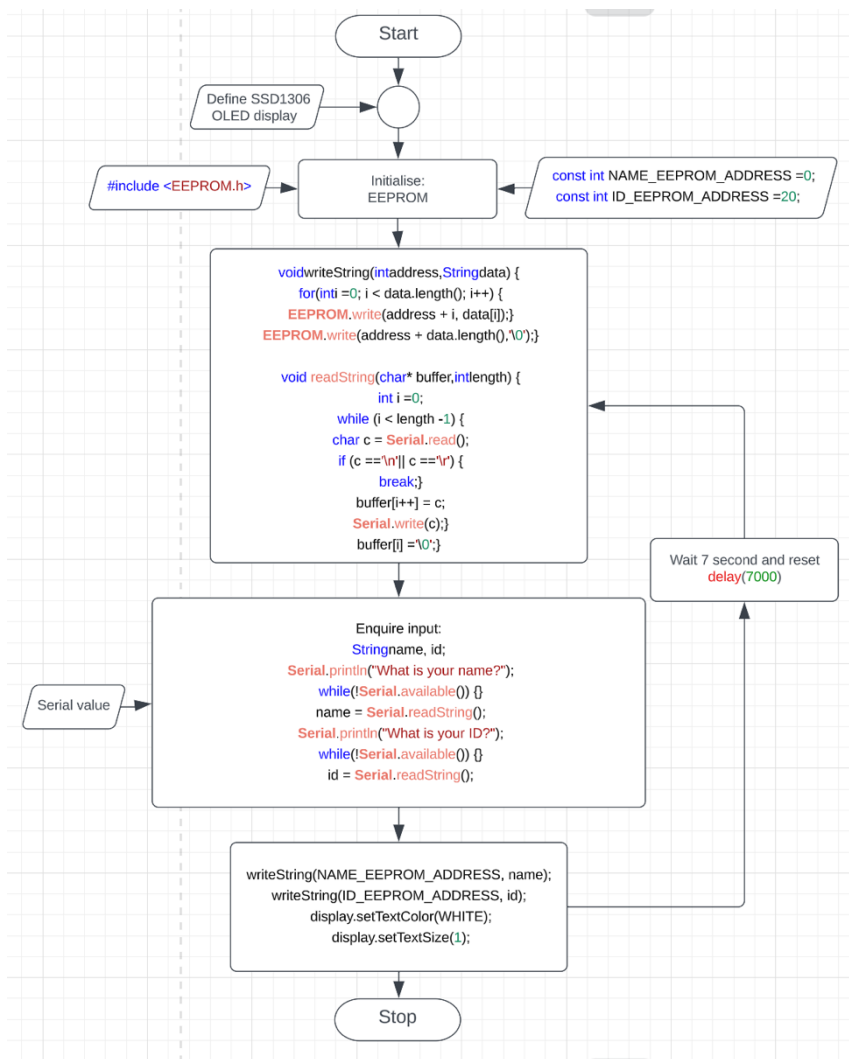 Start
Define SSD1306
OLED display
#include <EEPROM.h>
Initialise:
EEPROM
const int NAME_EEPROM_ADDRESS =0;
const int ID_EEPROM_ADDRESS =20;
voidwriteString(intaddress,Stringdata) {
for(inti =0; i < data.length(); i++) {
EEPROM.write(address + i, data[i]);}
EEPROM.write(address + data.length(),'\0');}
void readString(char* buffer,intlength) {
int i =0;
while (i < length -1) {
char c = Serial.read();
if (c =='\n'|| c =='\r') {
break;}
buffer[i++] = c;
Serial.write(c);}
buffer[i] ='\0';}
Wait 7 second and reset
delay(7000)
Enquire input:
Stringname, id;
Serial.println("What is your name?");
while(!Serial.available()) {}
name = Serial.readString();
Serial.println("What is your ID?");
while(!Serial.available()) {}
id = Serial.readString();
Serial value
writeString(NAME_EEPROM_ADDRESS, name);
writeString(ID_EEPROM_ADDRESS, id);
display.setTextColor(WHITE);
display.setTextSize(1);
Stop